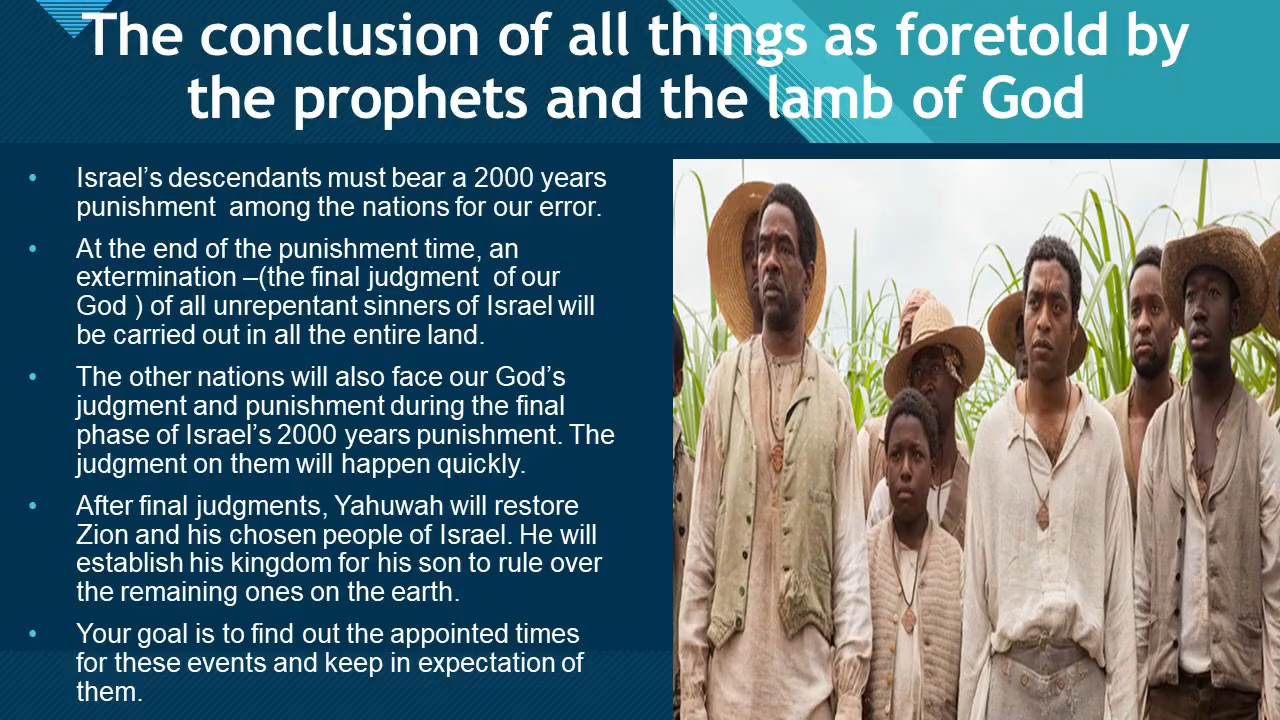 The conclusion of all things as foretold by
the prophets and the lamb of God
• Israel’s descendants must bear a 2000 years
punishment  among the nations for our error.
• At the end of the punishment time, an
extermination –(the final judgment  of our
God ) of all unrepentant sinners of Israel will
be carried out in all the entire land.
• The other nations will also face our God’s
judgment and punishment during the final
phase of Israel’s 2000 years punishment. The
judgment on them will happen quickly.
• After final judgments, Yahuwah will restore
Zion and his chosen people of Israel. He will
establish his kingdom for his son to rule over
the remaining ones on the earth.
• Your goal is to find out the appointed times
for these events and keep in expectation of
them.